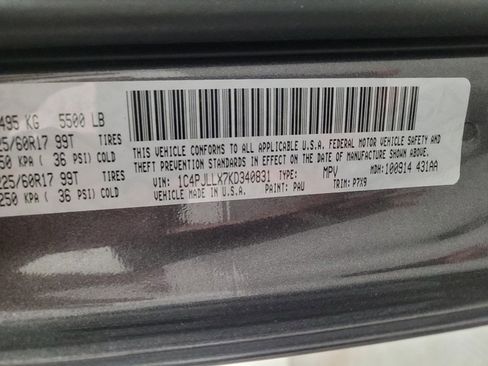 495 KG 5500 LB
25/60R17 99T TIRES
50 KPA ( 36 PSI) COLD
225/60R17 99T TIRES
250 KPA ( 36 PSI) COLD
THIS VEHICLE CONFORMS TO ALL APPLICABLE U.S.A. FEDERAL MOTOR VEHICLE SAFETY AND
THEFT PREVENTION STANDARDS IN EFFECT ON THE DATE OF MANUFACTURE SHOWN ABOVE.
VIN: 1C4PJLLX7KD340831 TYPE: MPV MDH: 100914 431AA
VEHICLE MADE IN U.S.A. PAINT: PAU TRIM: P7X9